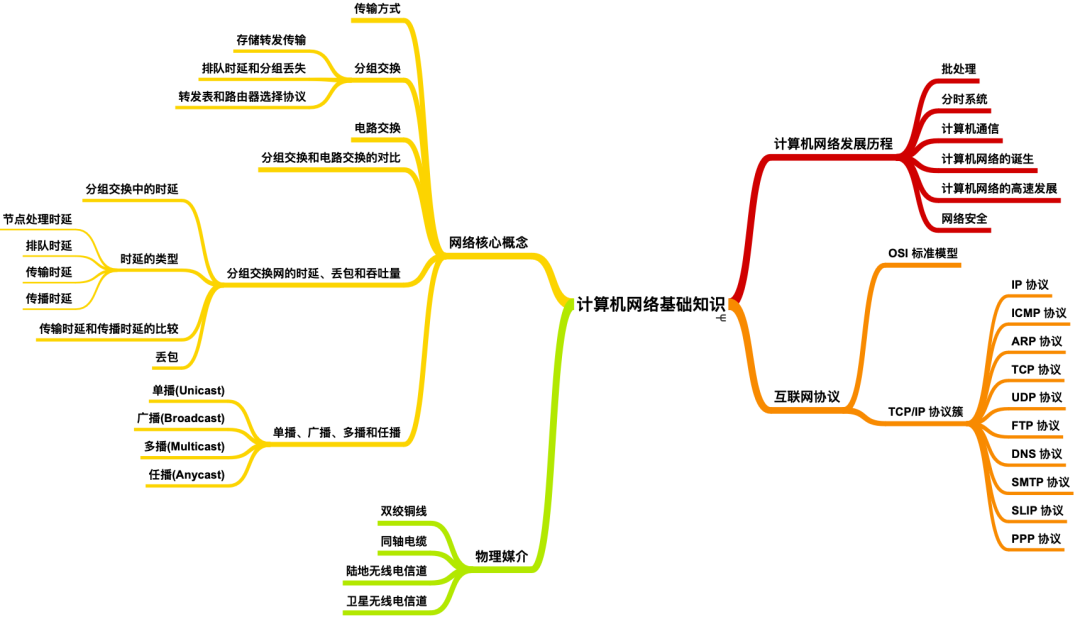 计算机网络基础知识
计算机网络发展历程
批处理
分时系统
计算机通信
计算机网络的诞生
计算机网络的高速发展
网络安全
互联网协议
OSI 标准模型
TCP/IP 协议簇
IP 协议
ICMP 协议
ARP 协议
TCP 协议
UDP 协议
FTP 协议
DNS 协议
SMTP 协议
SLIP 协议
PPP 协议
网络核心概念
传输方式
分组交换
存储转发传输
排队时延和分组丢失
转发表和路由器选择协议
电路交换
分组交换和电路交换的对比
分组交换网的时延、丢包和吞吐量
分组交换中的时延
时延的类型
节点处理时延
排队时延
传输时延
传播时延
传输时延和传播时延的比较
丢包
单播、广播、多播和任播
单播(Unicast)
广播(Broadcast)
多播(Multicast)
任播(Anycast)
物理媒介
双绞铜线
同轴电缆
陆地无线电信道
卫星无线电信道